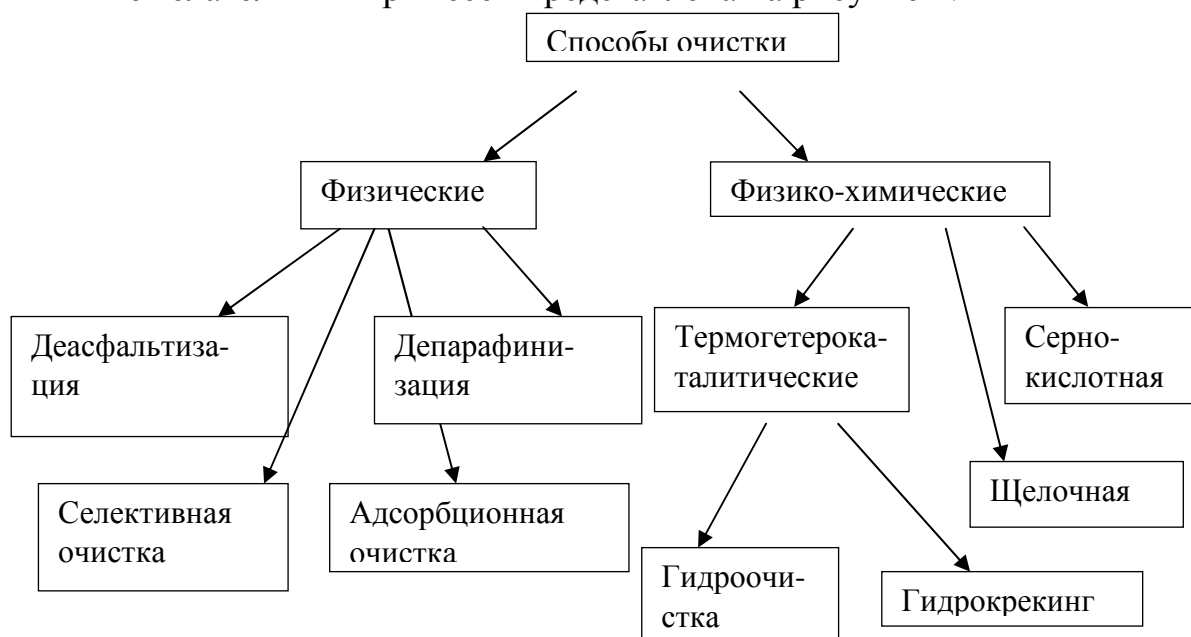 Способы очистки
Физические
Физико-химические
Деасфальтиза-
ция
Депарафини-
зация
Термогетерока-
талитические
Серно-
кислотная
Селективная
очистка
Адсорбционная
очистка
Щелочная
Гидроочи-
стка
Гидрокрекинг